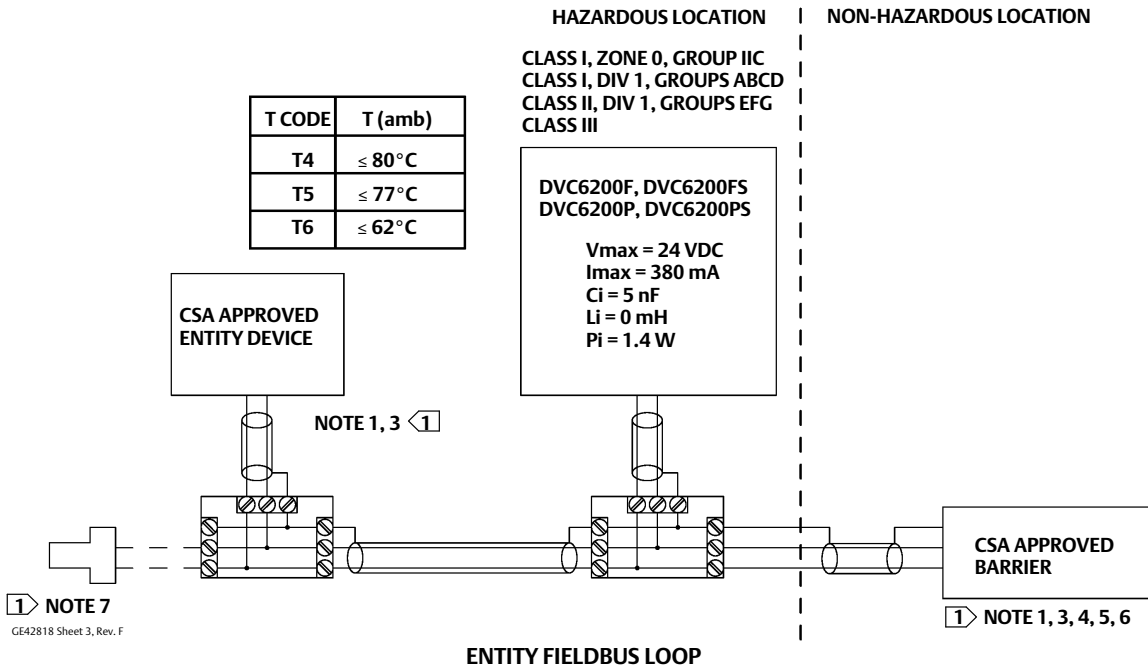 HAZARDOUS LOCATION
NON-HAZARDOUS LOCATION
CLASS I, ZONE 0, GROUP IIC
CLASS I, DIV 1, GROUPS ABCD
CLASS II, DIV 1, GROUPS EFG
CLASS III
T CODE T (amb)
T4 ≤ 80°C
T5 ≤ 77°C
T6 ≤ 62°C
DVC6200F, DVC6200FS
DVC6200P, DVC6200PS
Vmax = 24 VDC
Imax = 380 mA
Ci = 5 nF
Li = 0 mH
Pi = 1.4 W
CSA APPROVED
ENTITY DEVICE
NOTE 1, 3 1
CSA APPROVED
BARRIER
1 NOTE 7
1 NOTE 1, 3, 4, 5, 6
GE42818 Sheet 3, Rev. F
ENTITY FIELDBUS LOOP